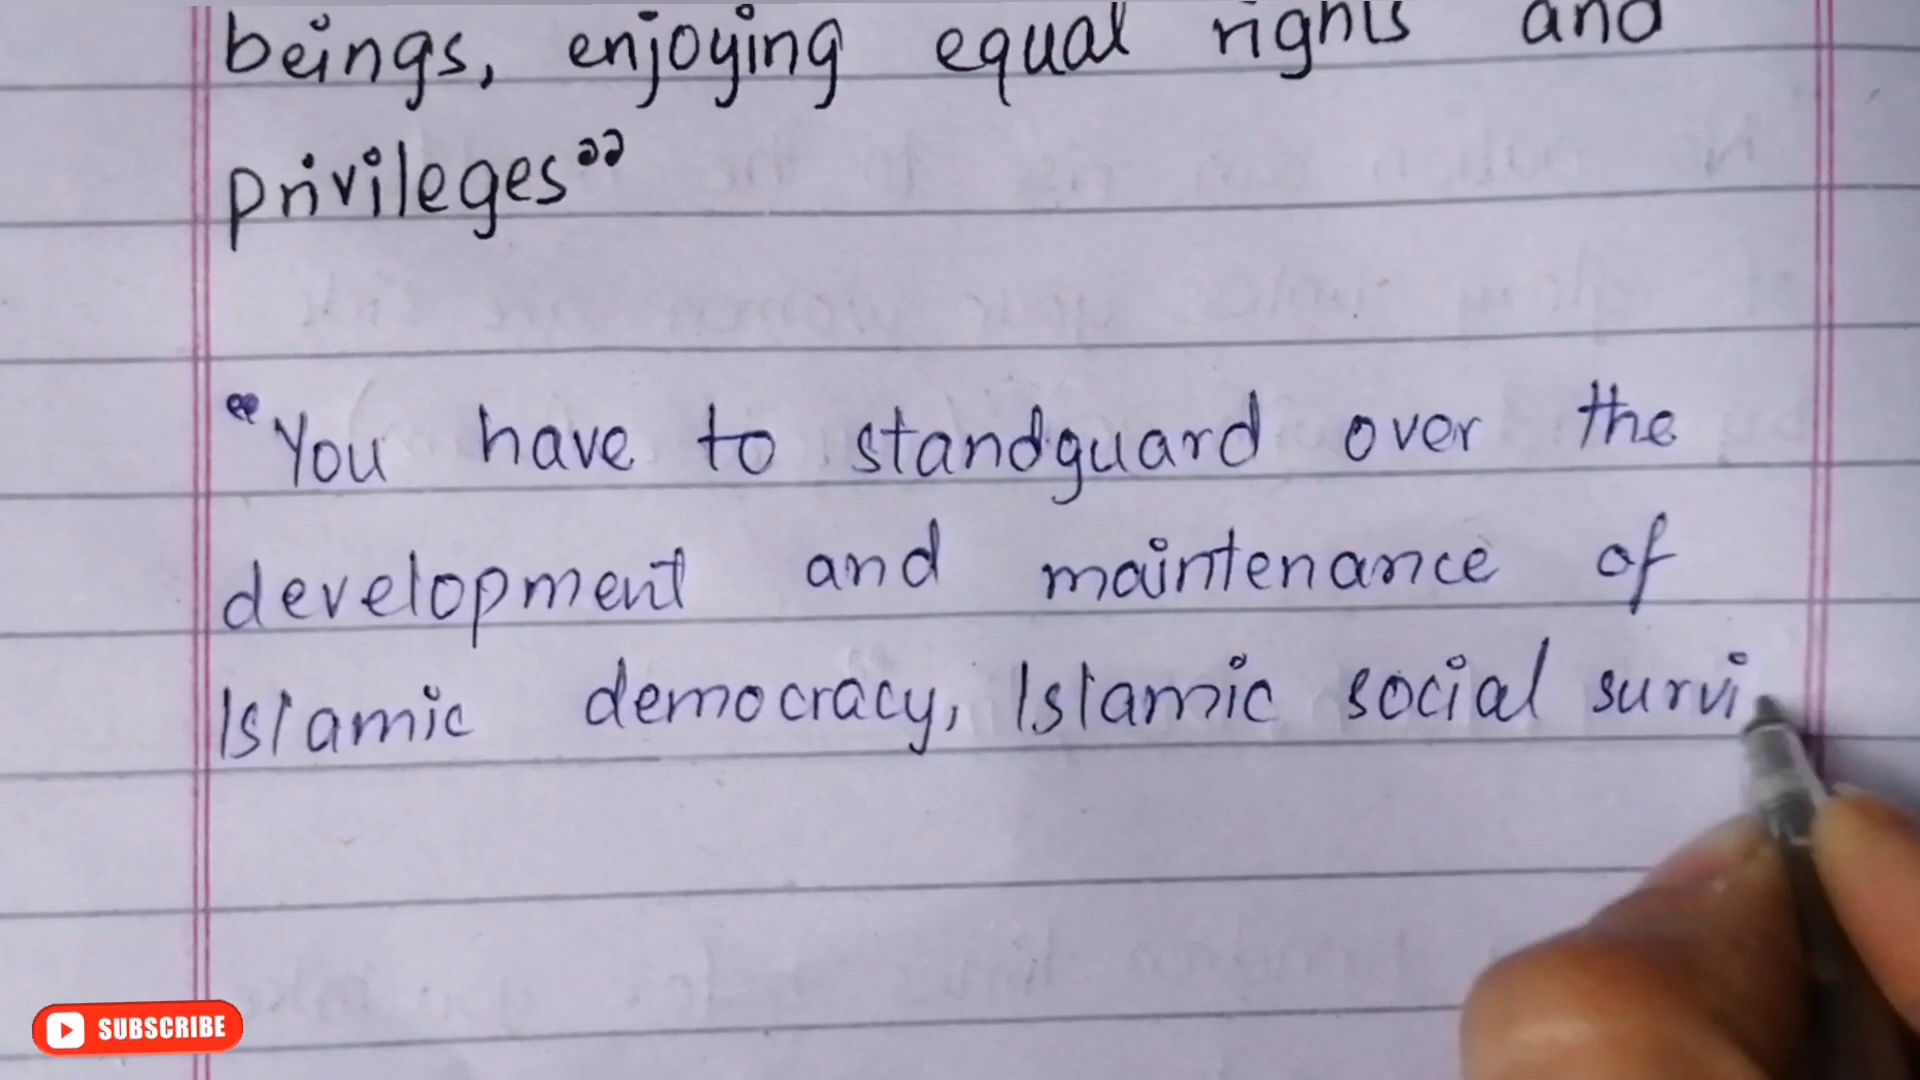 beings, enjoying equal rights and
privileges”
“You have to standguard over the
development and maintenance of
Islamic democracy, Islamic social survi
SUBSCRIBE